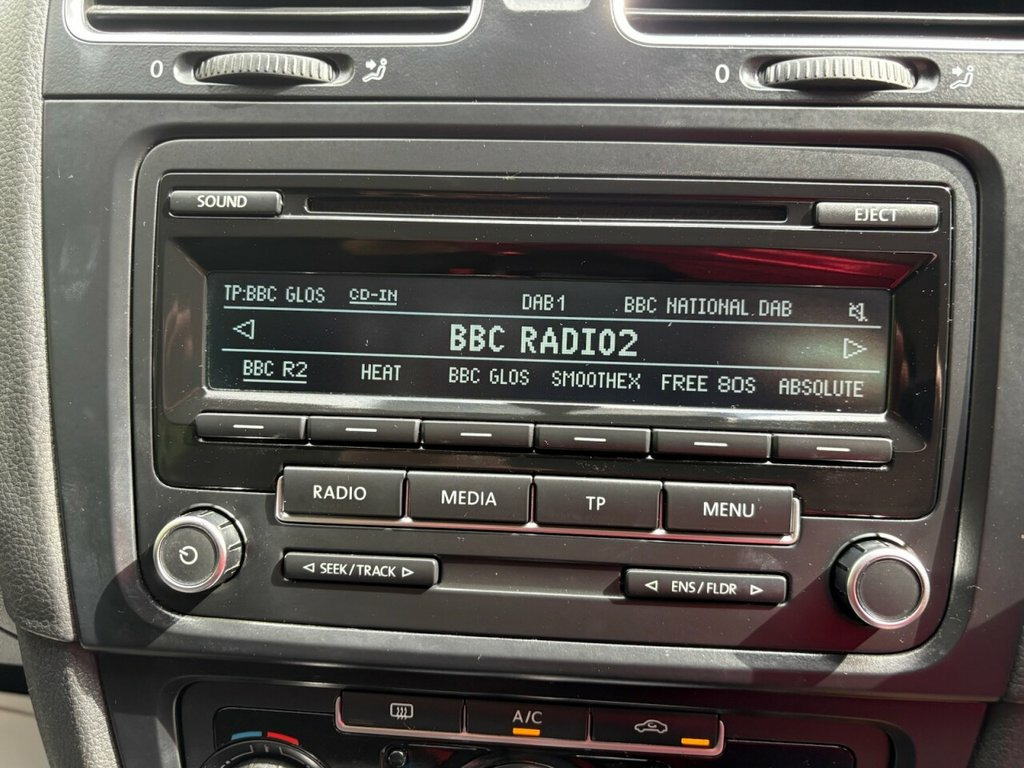 0 0
SOUND EJECT
TP:BBC GLOS CD-IN DAB1 BBC NATIONAL DAB
BBC RADIO2
BBC R2 HEAT BBC GLOS SMOOTHEX FREE 80S ABSOLUTE
RADIO MEDIA TP MENU
SEEK/TRACK ENS/FLDR
A/C